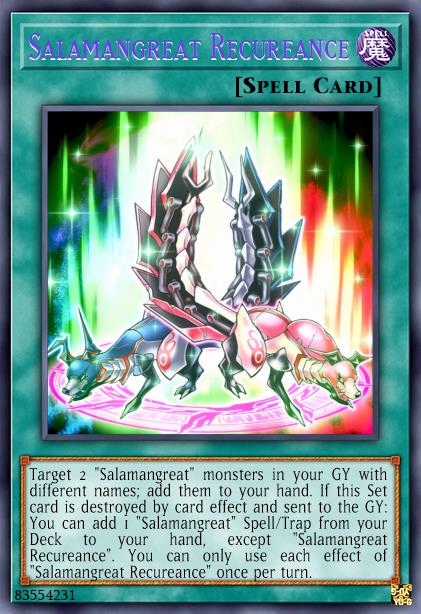 Salamangreat Recureance
SPELL
魔
[Spell Card]
Target 2 "Salamangreat" monsters in your GY with
different names; add them to your hand. If this Set
card is destroyed by card effect and sent to the GY:
You can add 1 "Salamangreat" Spell/Trap from your
Deck to your hand, except "Salamangreat
Recureance". You can only use each effect of
"Salamangreat Recureance" once per turn.
83554231